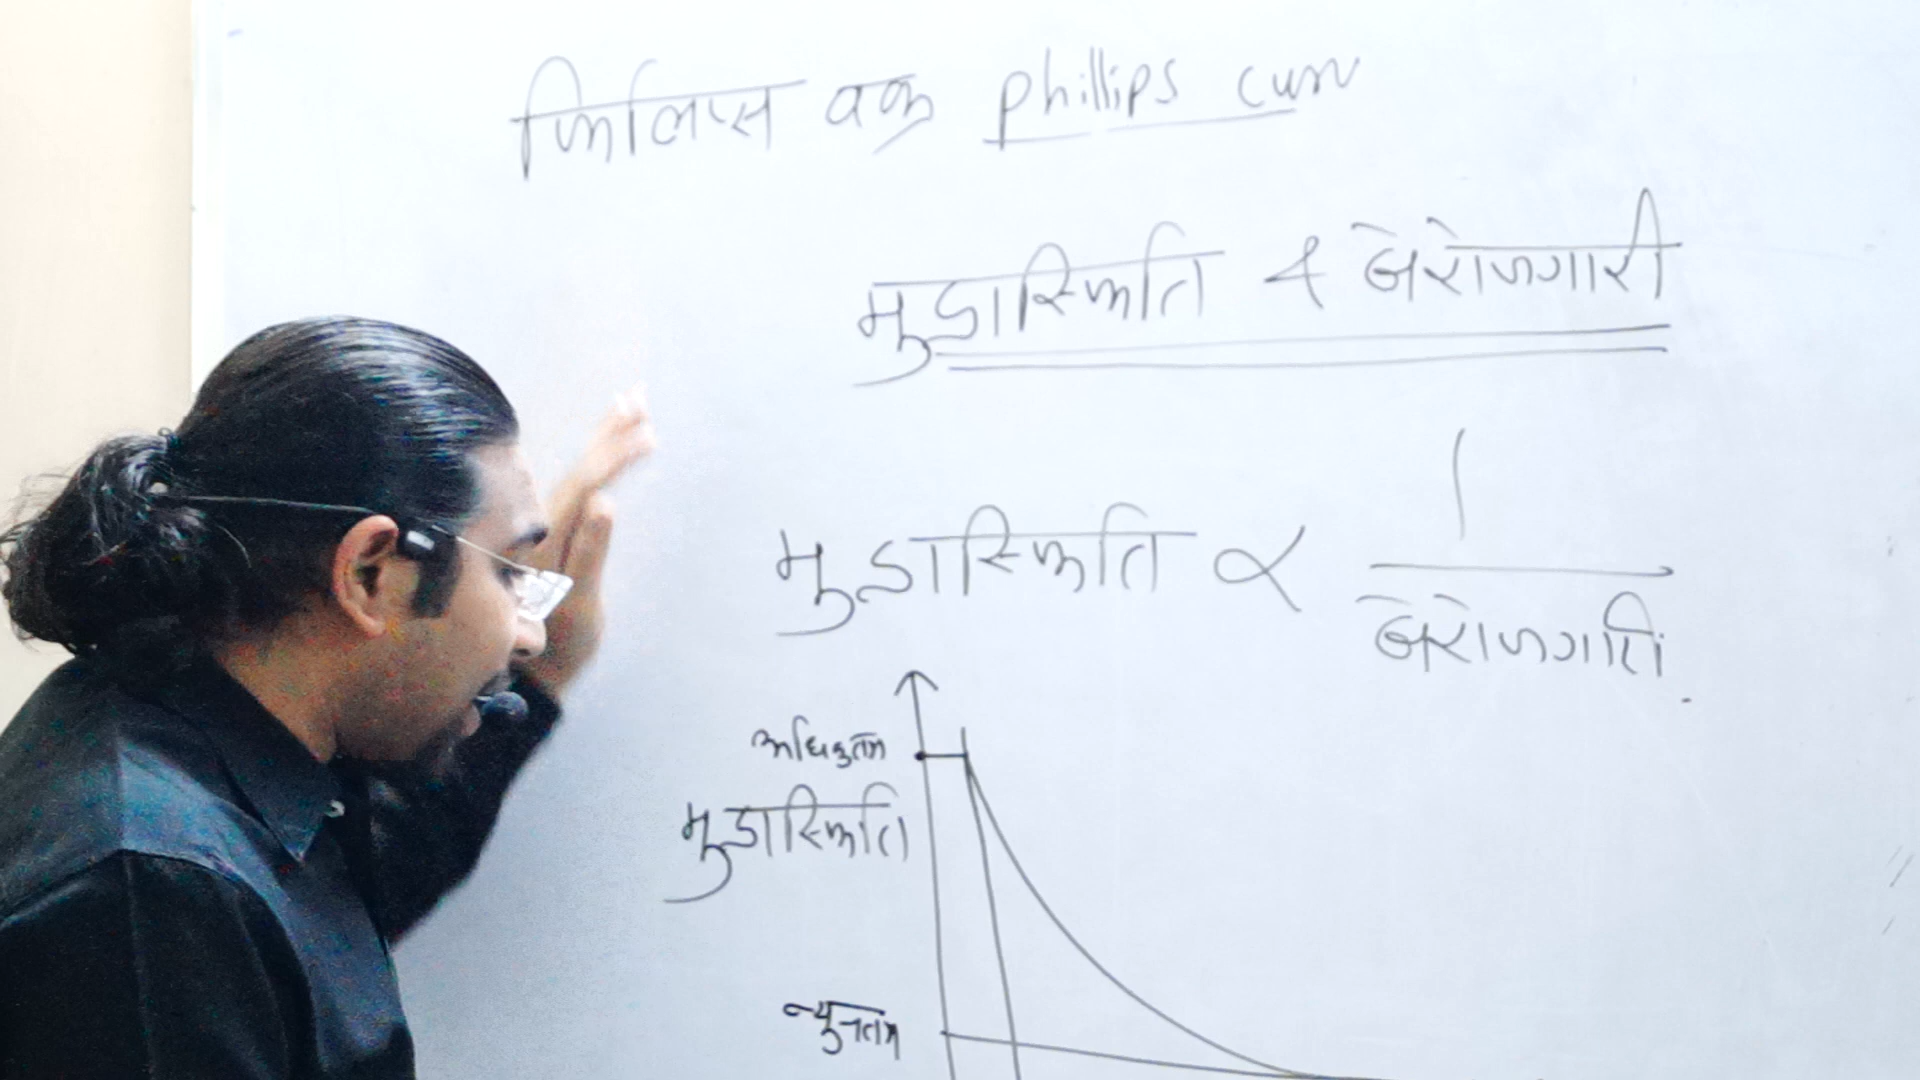 फिलिप्स वक्र Phillips curv
मुद्रास्फिति & बेरोजगारी
मुद्रास्फिति ∝ 1
बेरोजगारी
अधिकतम
मुद्रास्फिति
न्यूनतम